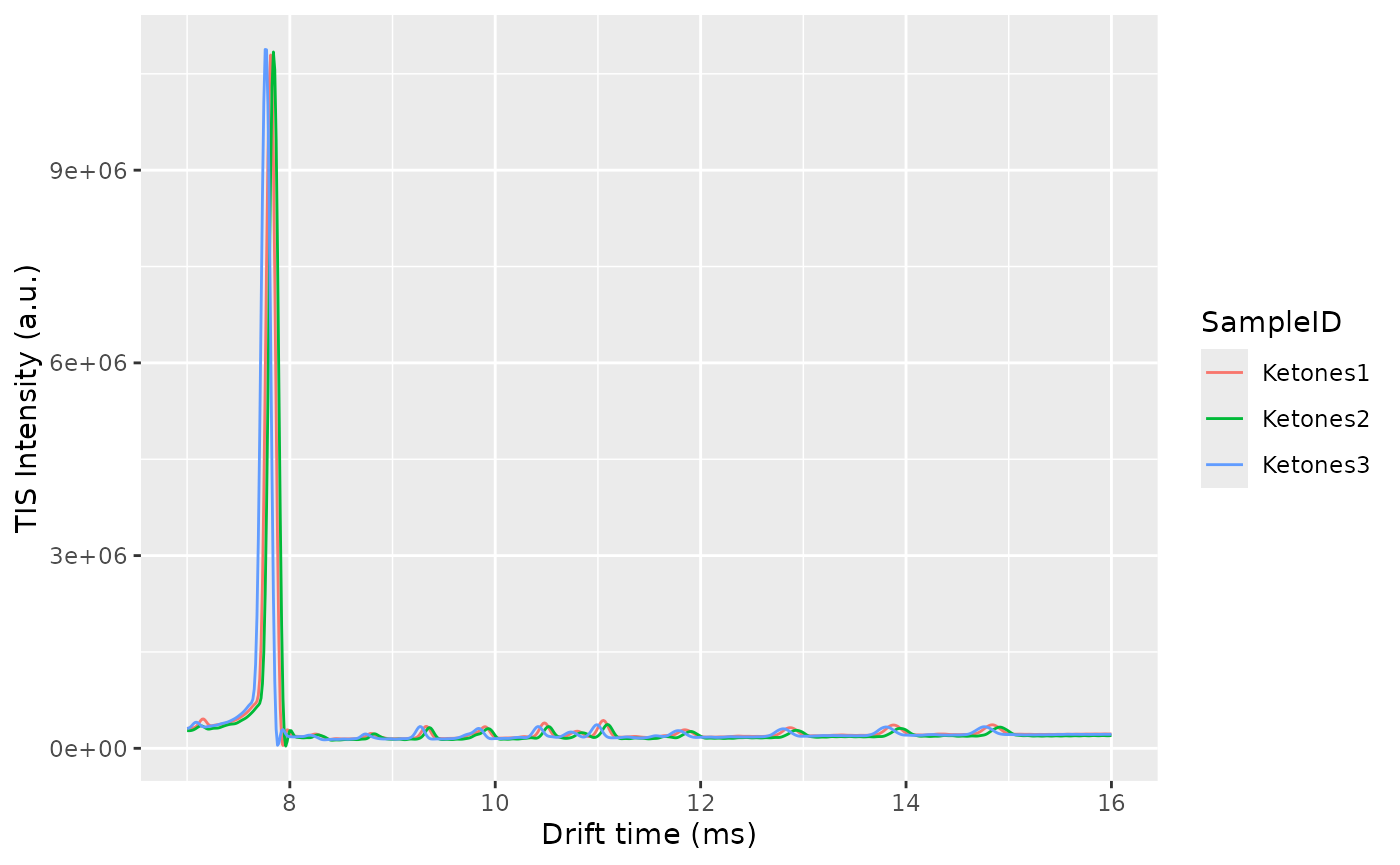 9e+06
6e+06
3e+06
0e+00
TIS Intensity (a.u.)
8 10 12 14 16
Drift time (ms)
SampleID
Ketones1
Ketones2
Ketones3